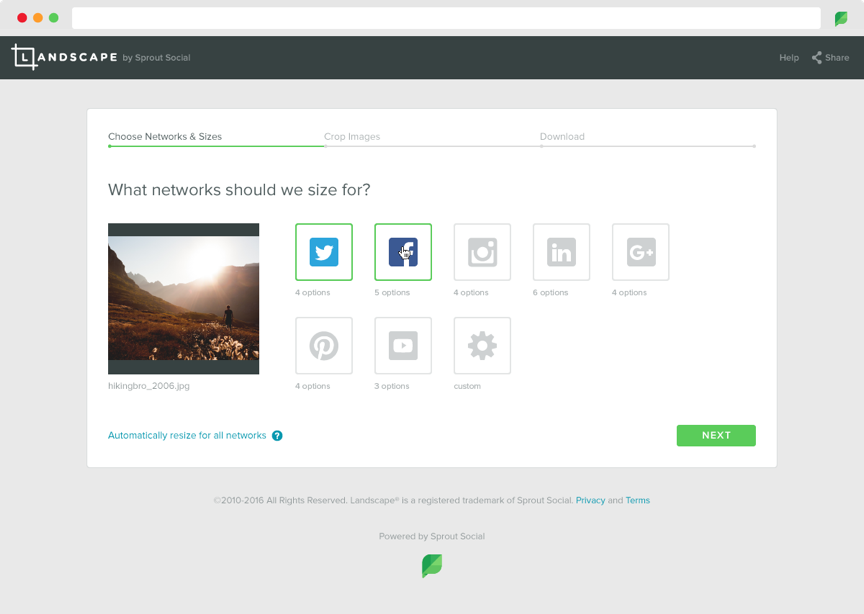 LANDSCAPE by Sprout Social
Help Share
Choose Networks & Sizes Crop Images Download
What networks should we size for?
4 options 5 options 4 options 6 options 4 options
hikingbro_2006.jpg 4 options 3 options custom
Automatically resize for all networks ? NEXT
©2010-2016 All Rights Reserved. Landscape® is a registered trademark of Sprout Social. Privacy and Terms
Powered by Sprout Social